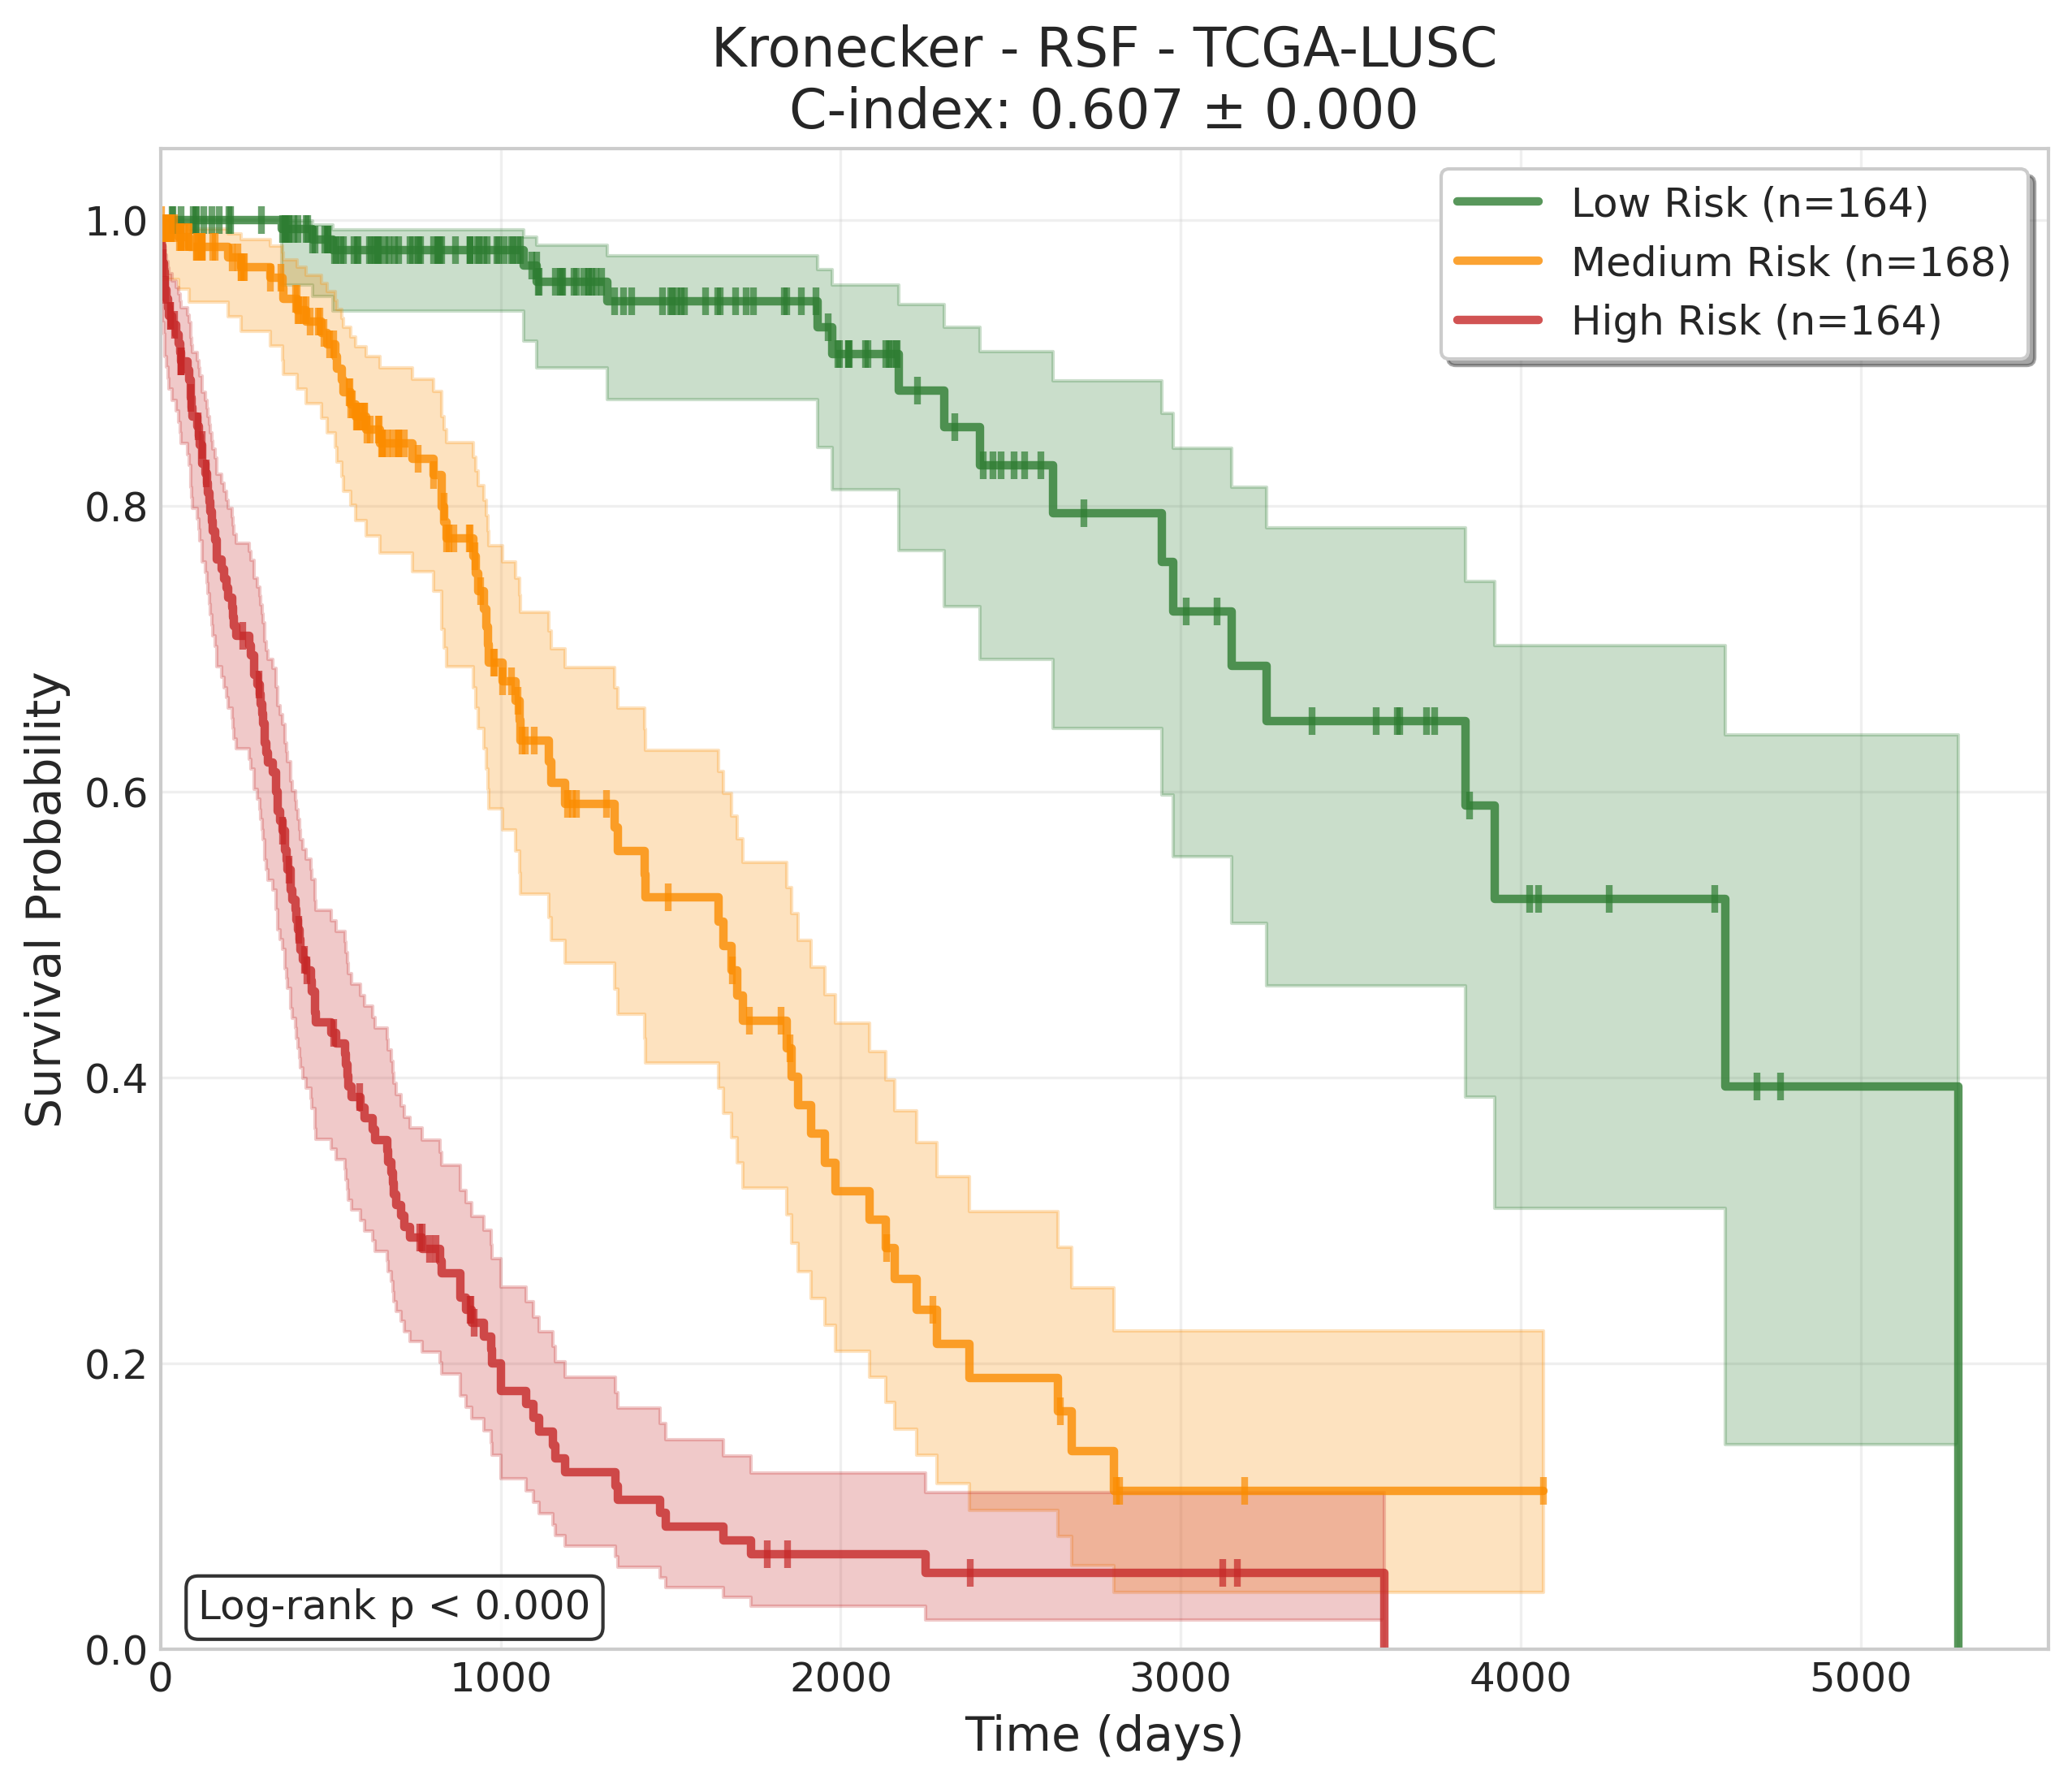 Kronecker - RSF - TCGA-LUSC
C-index: 0.607 ± 0.000
Low Risk (n=164)
Medium Risk (n=168)
High Risk (n=164)
Survival Probability
1.0
0.8
0.6
0.4
0.2
0.0
Log-rank p < 0.000
0 1000 2000 3000 4000 5000
Time (days)